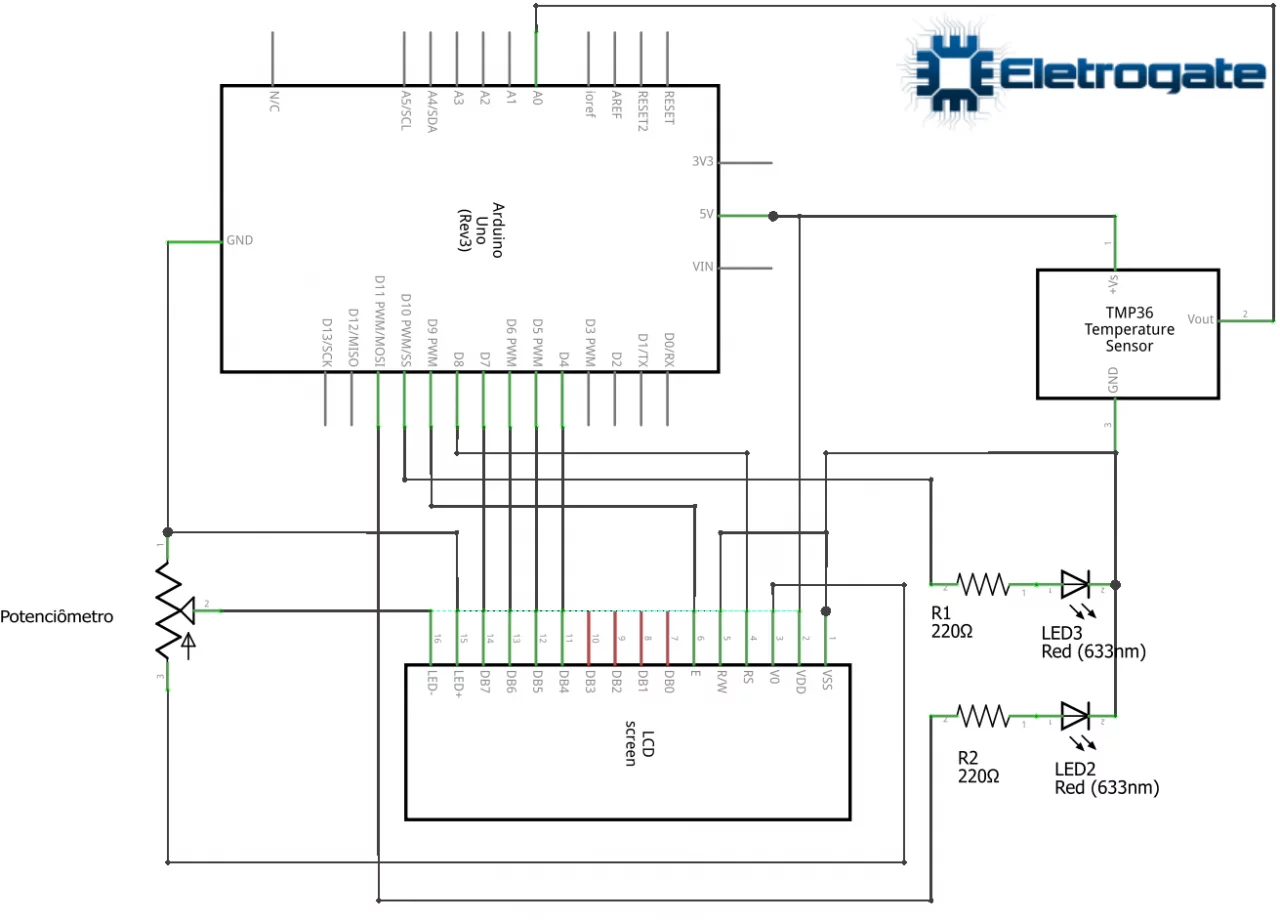 Eletrogate
N/C
A5/SCL
A4/SDA
A3
A2
A1
A0
ioref
AREF
RESET2
RESET
3V3
5V
VIN
GND
Arduino
Uno
(Rev3)
D13/SCK
D12/MISO
D11 PWM/MOSI
D10 PWM/SS
D9 PWM
D8
D7
D6 PWM
D5 PWM
D4
D3 PWM
D2
D1/TX
D0/RX
1
Vs+
TMP36
Temperature
Sensor
Vout
2
GND
3
1
2
3
Potenciômetro
2
1
1
2
R1
220Ω
LED3
Red (633nm)
2
1
1
2
R2
220Ω
LED2
Red (633nm)
16
15
14
13
12
11
10
9
8
7
6
5
4
3
2
1
LED-
LED+
DB7
DB6
DB5
DB4
DB3
DB2
DB1
DB0
E
R/W
RS
V0
VDD
VSS
LCD
screen